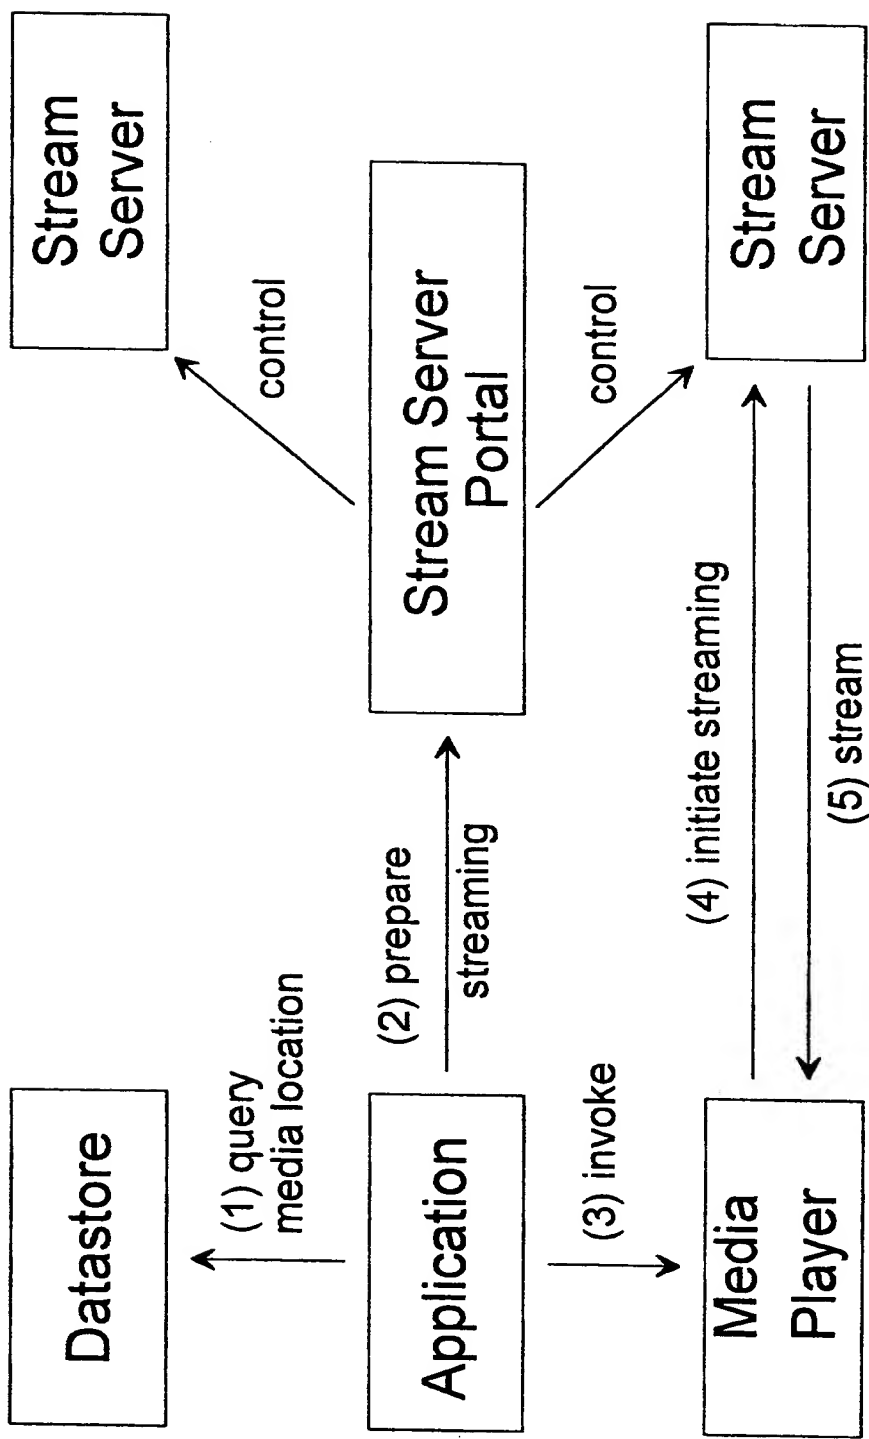 Datastore
Stream
Server
(1) query
media location
control
Application
(2) prepare
streaming
Stream Server
Portal
(3) invoke
control
Media
Player
(4) initiate streaming
(5) stream
Stream
Server